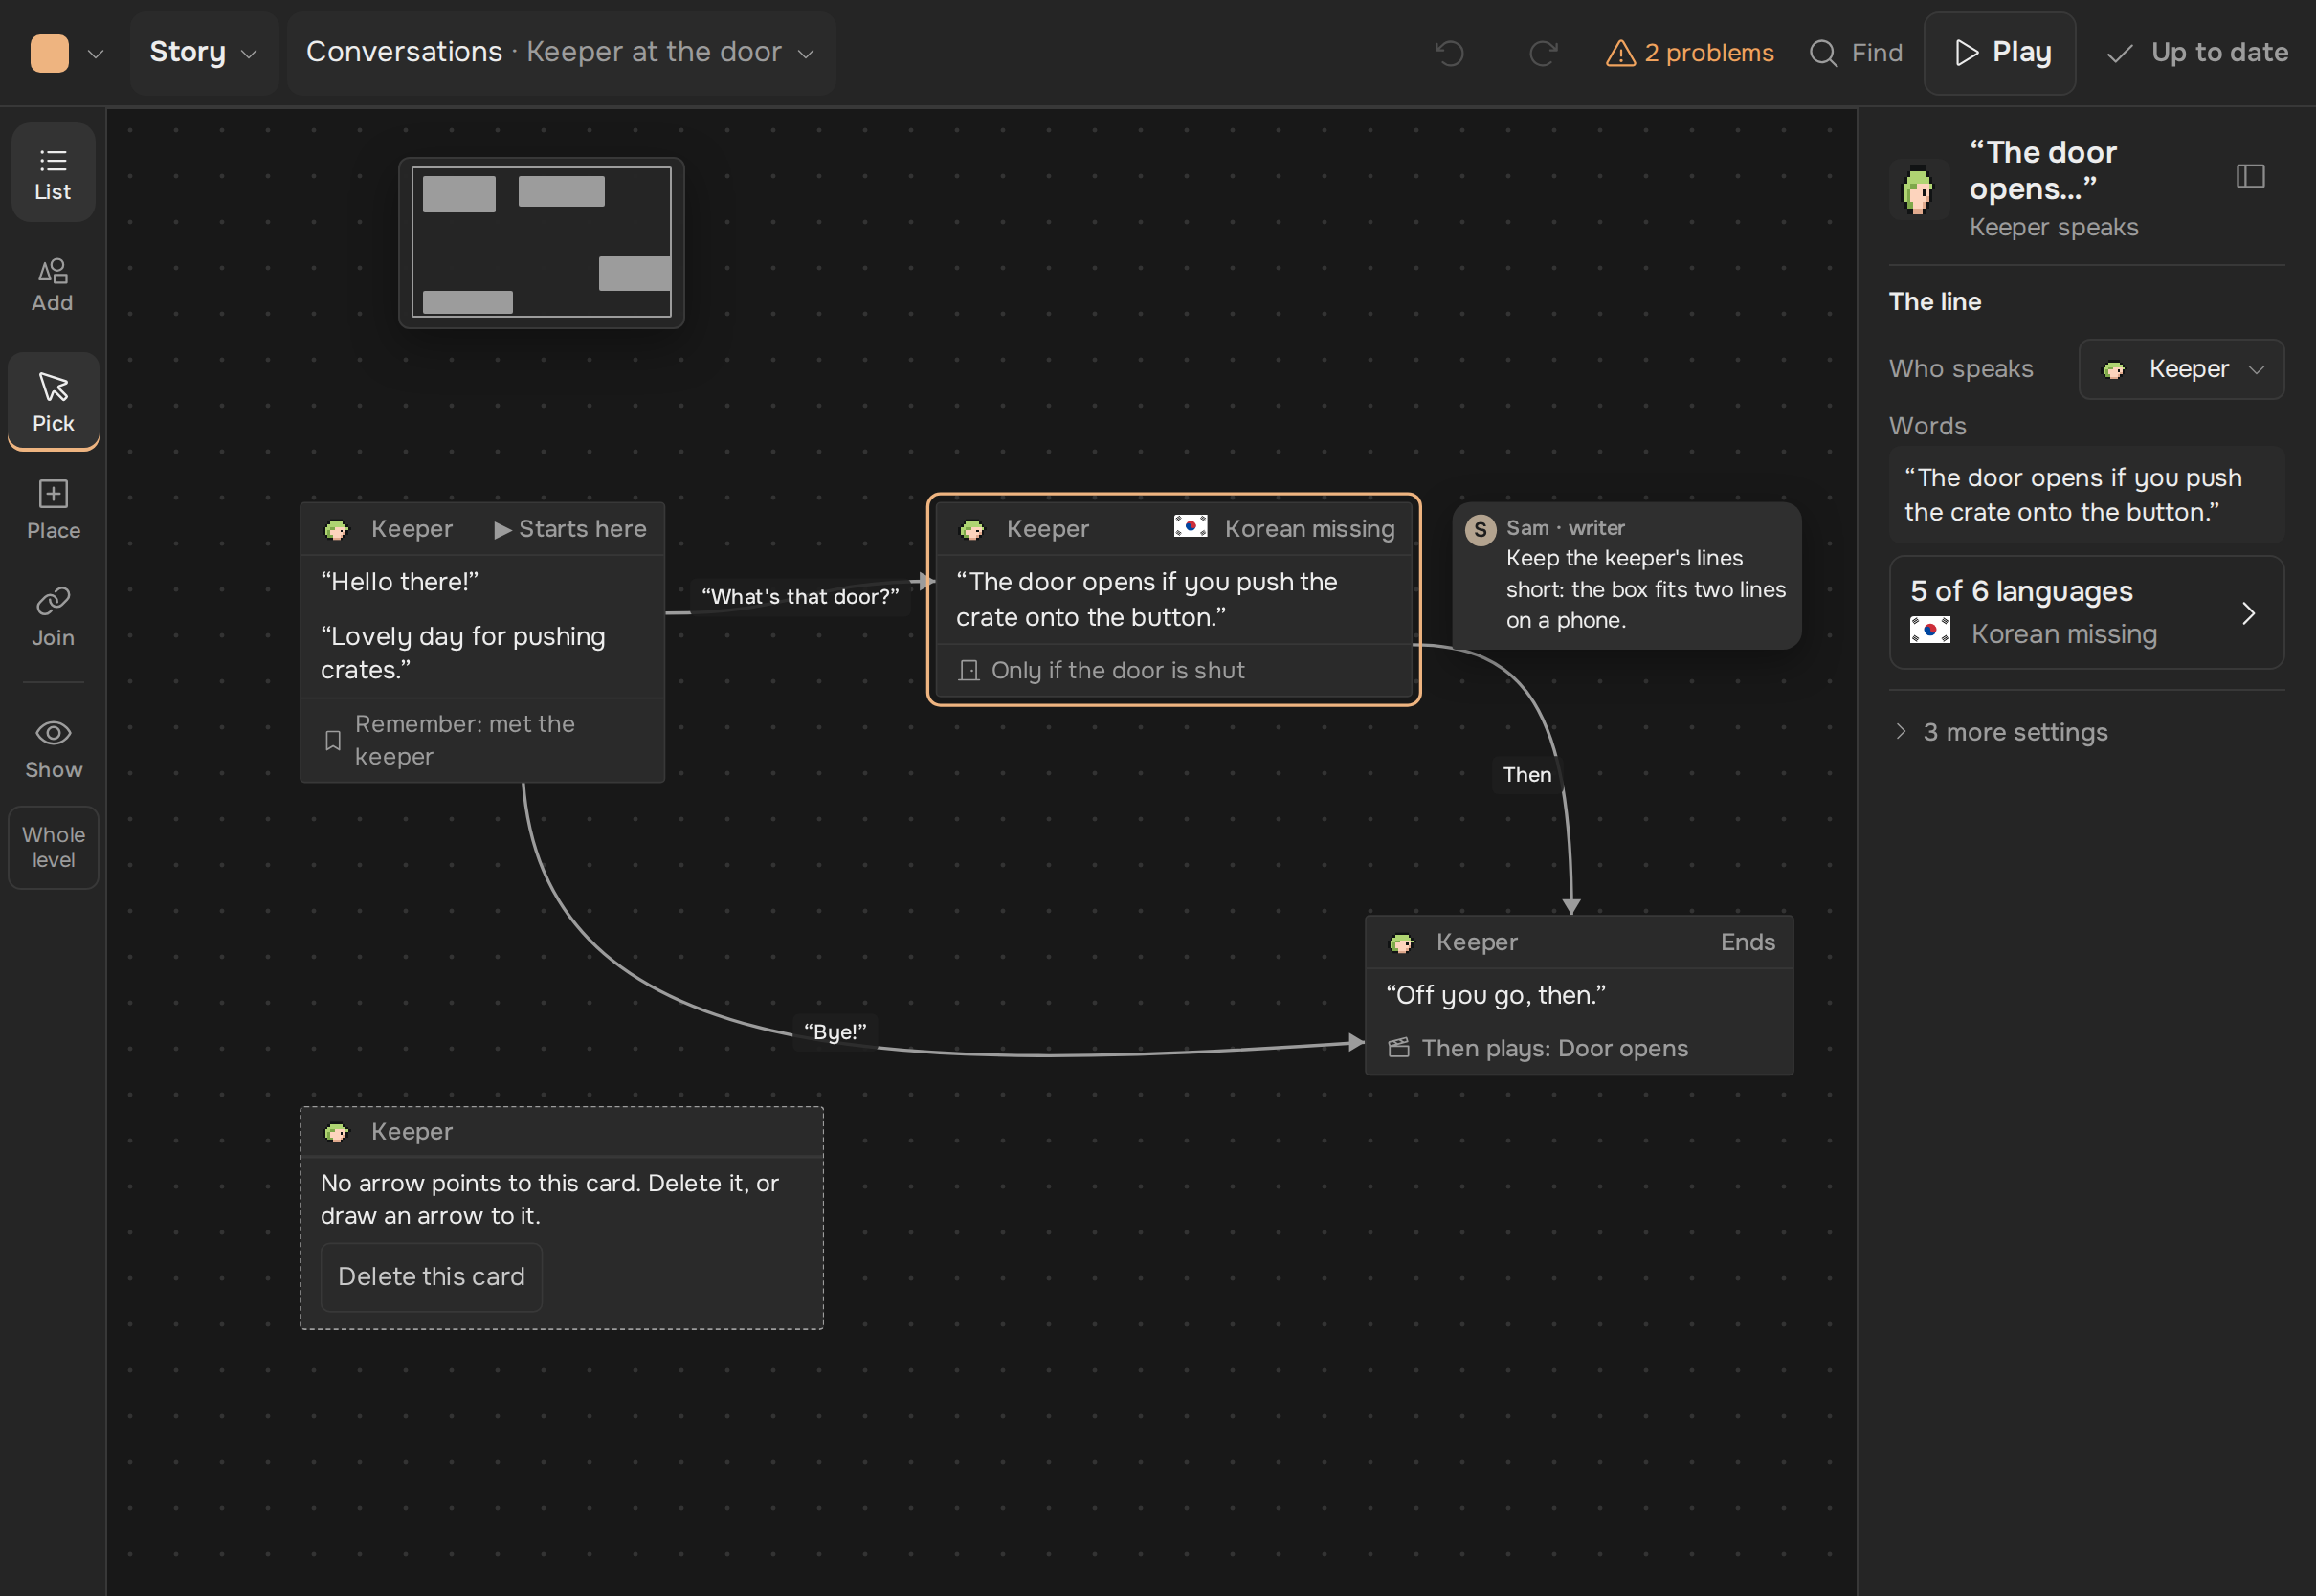 Story
Conversations · Keeper at the door
2 problems
Find
Play
Up to date
List
Add
Pick
Place
Join
Show
Whole
level
Keeper
▶ Starts here
“Hello there!”
“Lovely day for pushing
crates.”
Remember: met the
keeper
“What's that door?”
Keeper
Korean missing
“The door opens if you push the
crate onto the button.”
Only if the door is shut
S
Sam · writer
Keep the keeper's lines
short: the box fits two lines
on a phone.
Then
“Bye!”
Keeper
Ends
“Off you go, then.”
Then plays: Door opens
Keeper
No arrow points to this card. Delete it, or
draw an arrow to it.
Delete this card
“The door
opens...”
Keeper speaks
The line
Who speaks
Keeper
Words
“The door opens if you push
the crate onto the button.”
5 of 6 languages
Korean missing
3 more settings